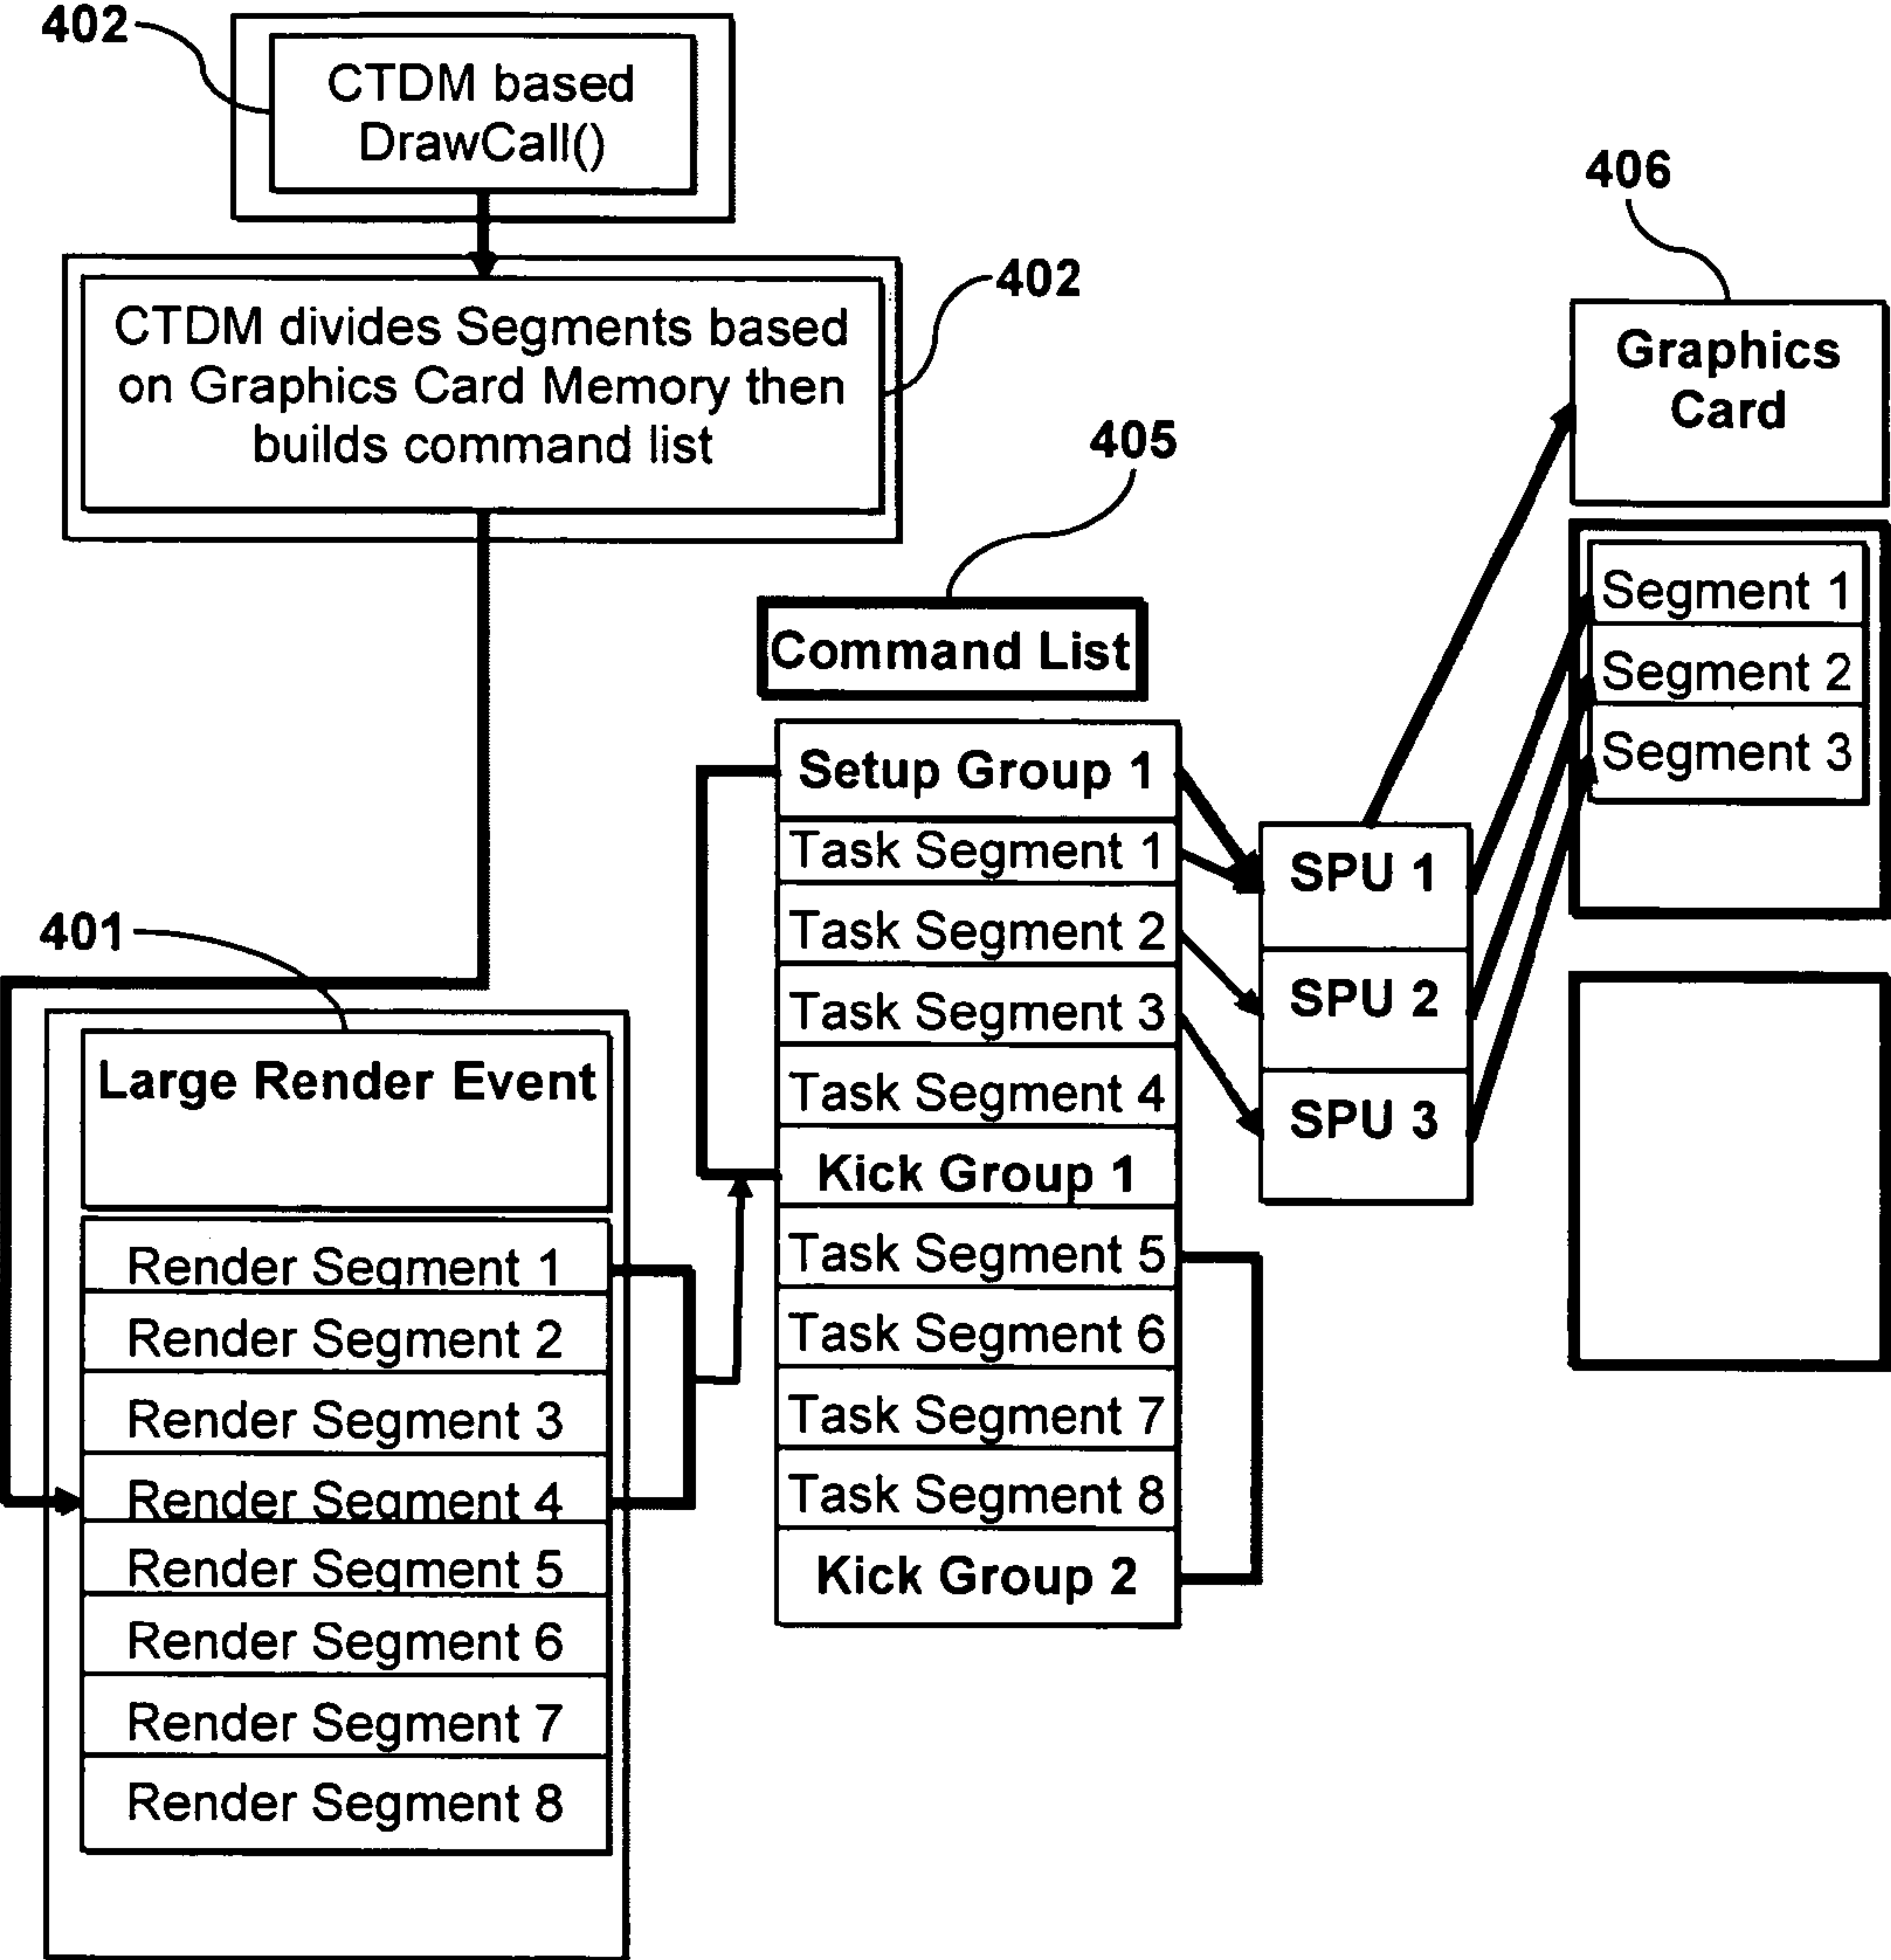 402
CTDM based
DrawCall()
402
CTDM divides Segments based
on Graphics Card Memory then
builds command list
401
Large Render Event
Render Segment 1
Render Segment 2
Render Segment 3
Render Segment 4
Render Segment 5
Render Segment 6
Render Segment 7
Render Segment 8
405
Command List
Setup Group 1
Task Segment 1
Task Segment 2
Task Segment 3
Task Segment 4
Kick Group 1
Task Segment 5
Task Segment 6
Task Segment 7
Task Segment 8
Kick Group 2
SPU 1
SPU 2
SPU 3
406
Graphics
Card
Segment 1
Segment 2
Segment 3